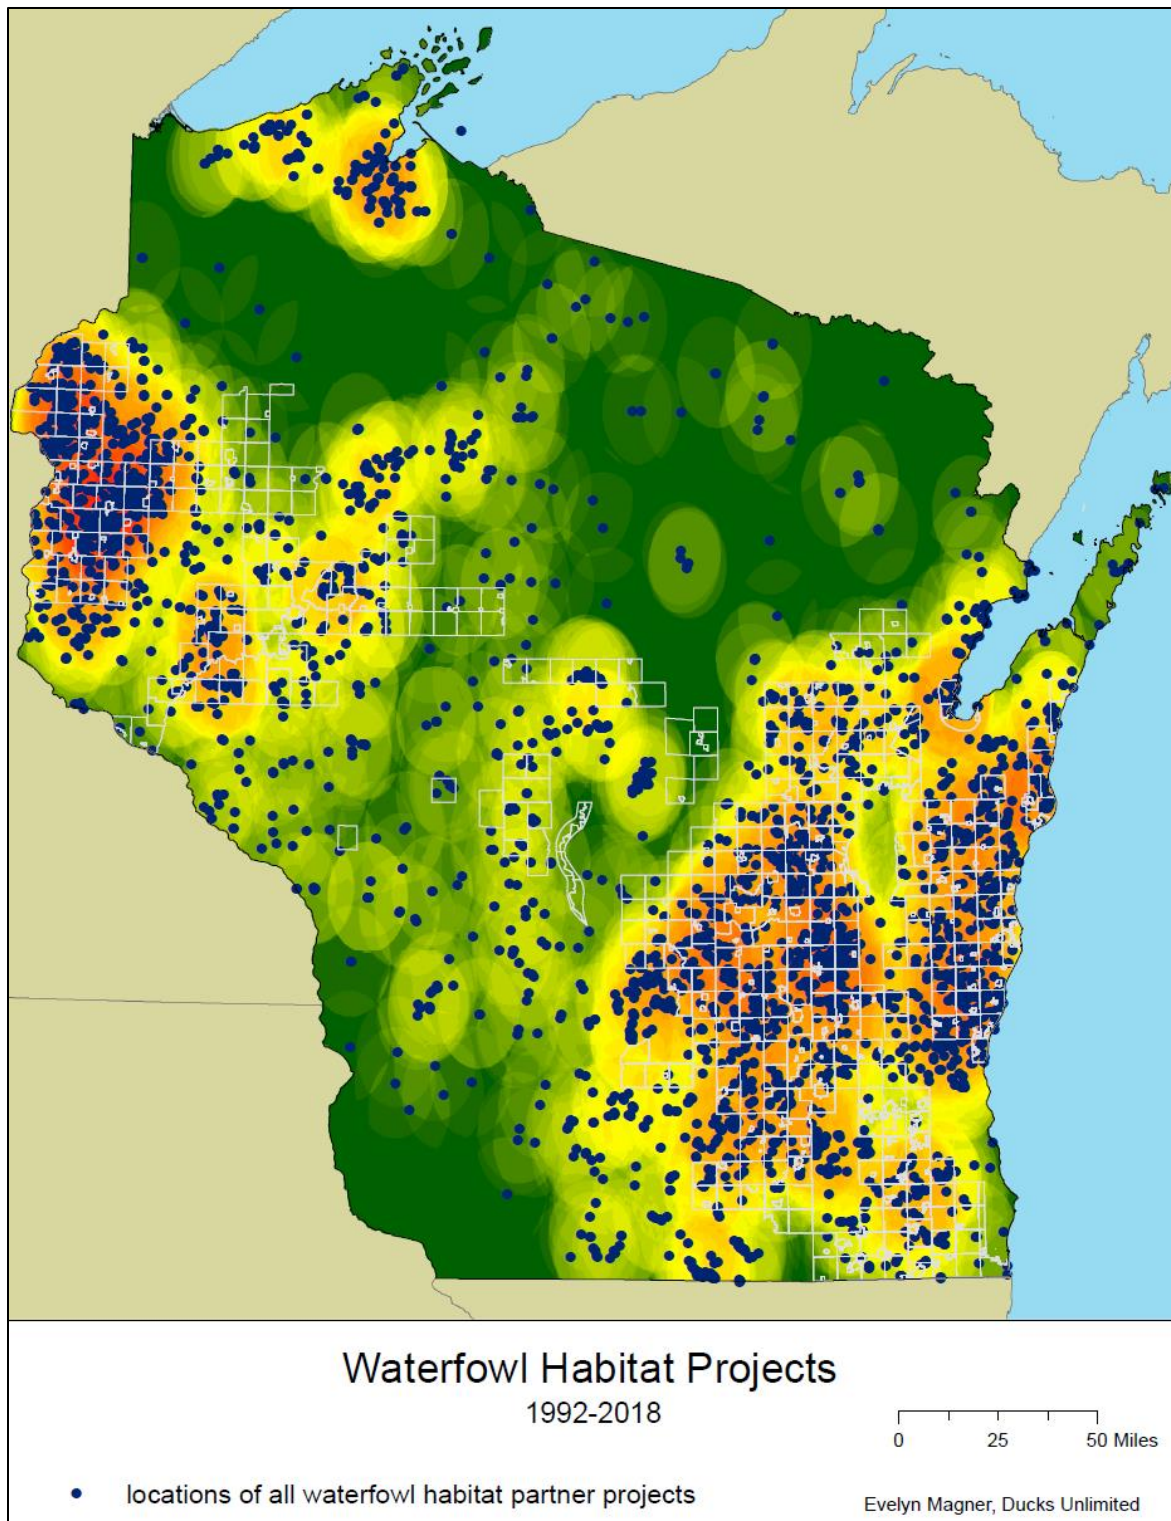 Waterfowl Habitat Projects
1992-2018
0 25 50 Miles
locations of all waterfowl habitat partner projects
Evelyn Magner, Ducks Unlimited